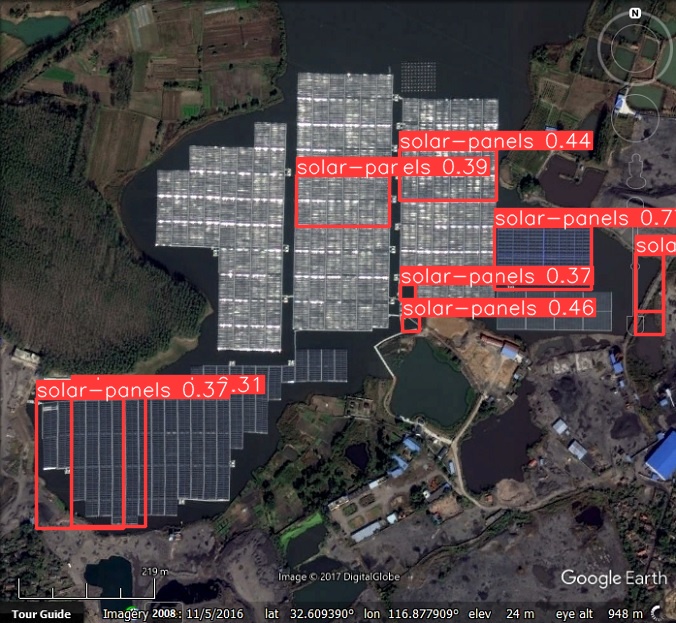 N
solar-panels 0.44
solar-panels 0.39
solar-panels 0.7
sola
solar-panels 0.37
solar-panels 0.46
solar-panels 0.37
0.31
219 m
Image © 2017 DigitalGlobe
Google Earth
Tour Guide
2008
Imagery Date: 11/5/2016 lat 32.609390° lon 116.877909° elev 24 m eye alt 948 m